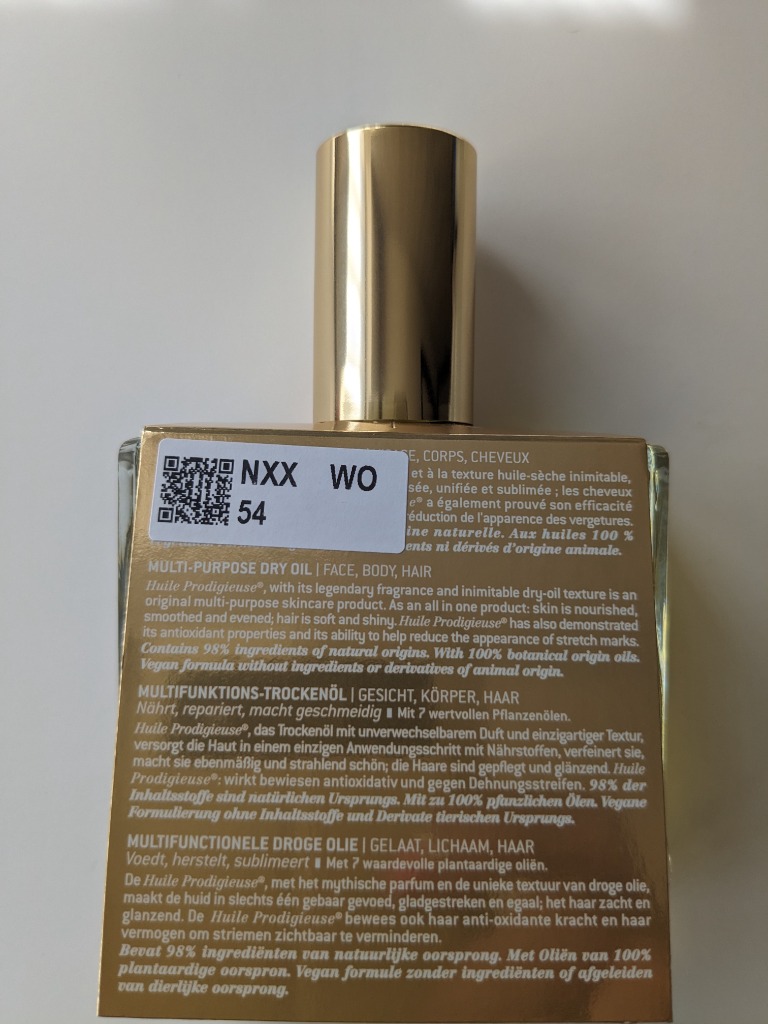 NXX WO
54
E, CORPS, CHEVEUX
et à la texture huile-sèche inimitable,
sée, unifiée et sublimée ; les cheveux
e® a également prouvé son efficacité
réduction de l'apparence des vergetures.
ine naturelle. Aux huiles 100 %
ents ni dérivés d'origine animale.
MULTI-PURPOSE DRY OIL | FACE, BODY, HAIR
Huile Prodigieuse®, with its legendary fragrance and inimitable dry-oil texture is an
original multi-purpose skincare product. As an all in one product: skin is nourished,
smoothed and evened; hair is soft and shiny. Huile Prodigieuse® has also demonstrated
its antioxidant properties and its ability to help reduce the appearance of stretch marks.
Contains 98% ingredients of natural origins. With 100% botanical origin oils.
Vegan formula without ingredients or derivatives of animal origin.
MULTIFUNKTIONS-TROCKENÖL | GESICHT, KÖRPER, HAAR
Nährt, repariert, macht geschmeidig ▮ Mit 7 wertvollen Pflanzenölen.
Huile Prodigieuse®, das Trockenöl mit unverwechselbarem Duft und einzigartiger Textur,
versorgt die Haut in einem einzigen Anwendungsschritt mit Nährstoffen, verfeinert sie,
macht sie ebenmäßig und strahlend schön; die Haare sind gepflegt und glänzend. Huile
Prodigieuse®: wirkt bewiesen antioxidativ und gegen Dehnungsstreifen. 98% der
Inhaltsstoffe sind natürlichen Ursprungs. Mit zu 100% pfanzlichen Ölen. Vegane
Formulierung ohne Inhaltsstoffe und Derivate tierischen Ursprungs.
MULTIFUNCTIONELE DROGE OLIE | GELAAT, LICHAAM, HAAR
Voedt, herstelt, sublimeert ▮ Met 7 waardevolle plantaardige oliën.
De Huile Prodigieuse®, met het mythische parfum en de unieke textuur van droge olie,
maakt de huid in slechts één gebaar gevoed, gladgestreken en egaal; het haar zacht en
glanzend. De Huile Prodigieuse® bewees ook haar anti-oxidante kracht en haar
vermogen om striemen zichtbaar te verminderen.
Bevat 98% ingrediënten van natuurlijke oorsprong. Met Oliën van 100%
plantaardige oorspron. Vegan formule zonder ingrediënten of afgeleiden
van dierlijke oorsprong.